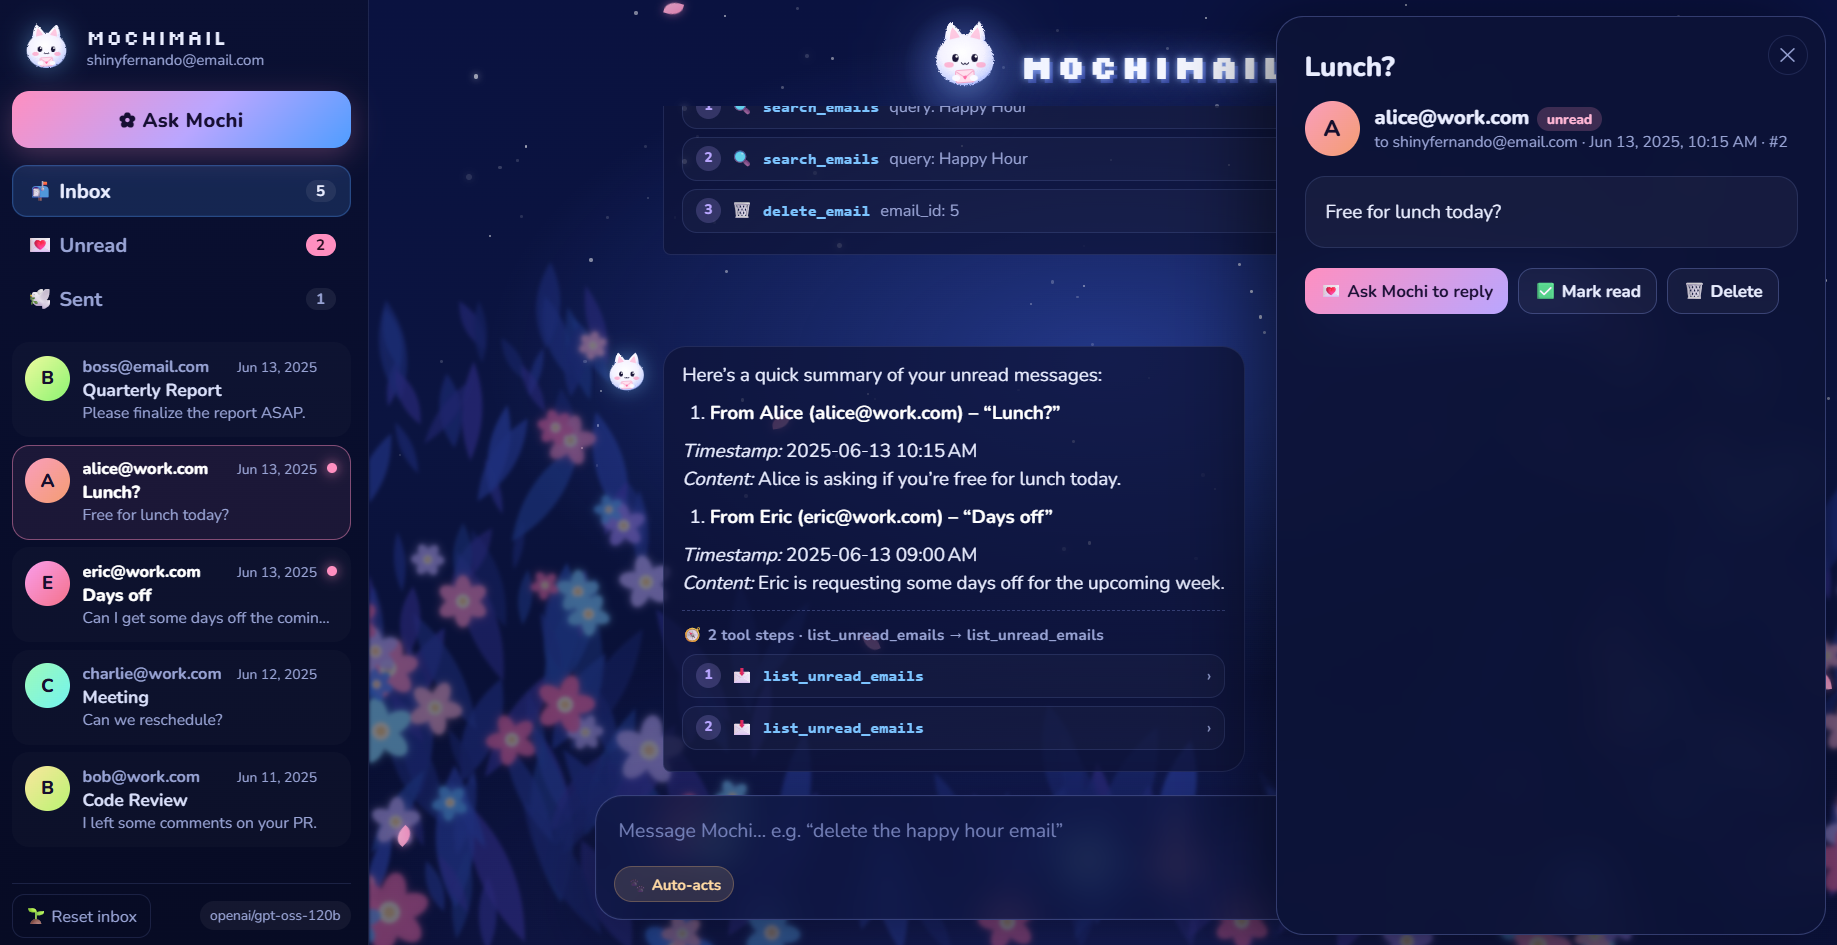 MOCHIMAIL
shinyfernando@email.com
✿ Ask Mochi
Inbox 5
Unread 2
Sent 1
B boss@email.com Jun 13, 2025
Quarterly Report
Please finalize the report ASAP.
A alice@work.com Jun 13, 2025
Lunch?
Free for lunch today?
E eric@work.com Jun 13, 2025
Days off
Can I get some days off the comin...
C charlie@work.com Jun 12, 2025
Meeting
Can we reschedule?
B bob@work.com Jun 11, 2025
Code Review
I left some comments on your PR.
Reset inbox openai/gpt-oss-120b
MOCHIMAIL
1 search_emails query: Happy Hour
2 search_emails query: Happy Hour
3 delete_email email_id: 5
Here’s a quick summary of your unread messages:
1. From Alice (alice@work.com) – “Lunch?”
Timestamp: 2025-06-13 10:15 AM
Content: Alice is asking if you’re free for lunch today.
1. From Eric (eric@work.com) – “Days off”
Timestamp: 2025-06-13 09:00 AM
Content: Eric is requesting some days off for the upcoming week.
2 tool steps · list_unread_emails → list_unread_emails
1 list_unread_emails ›
2 list_unread_emails ›
Message Mochi... e.g. “delete the happy hour email”
Auto-acts
Lunch?
A alice@work.com unread
to shinyfernando@email.com · Jun 13, 2025, 10:15 AM · #2
Free for lunch today?
Ask Mochi to reply Mark read Delete